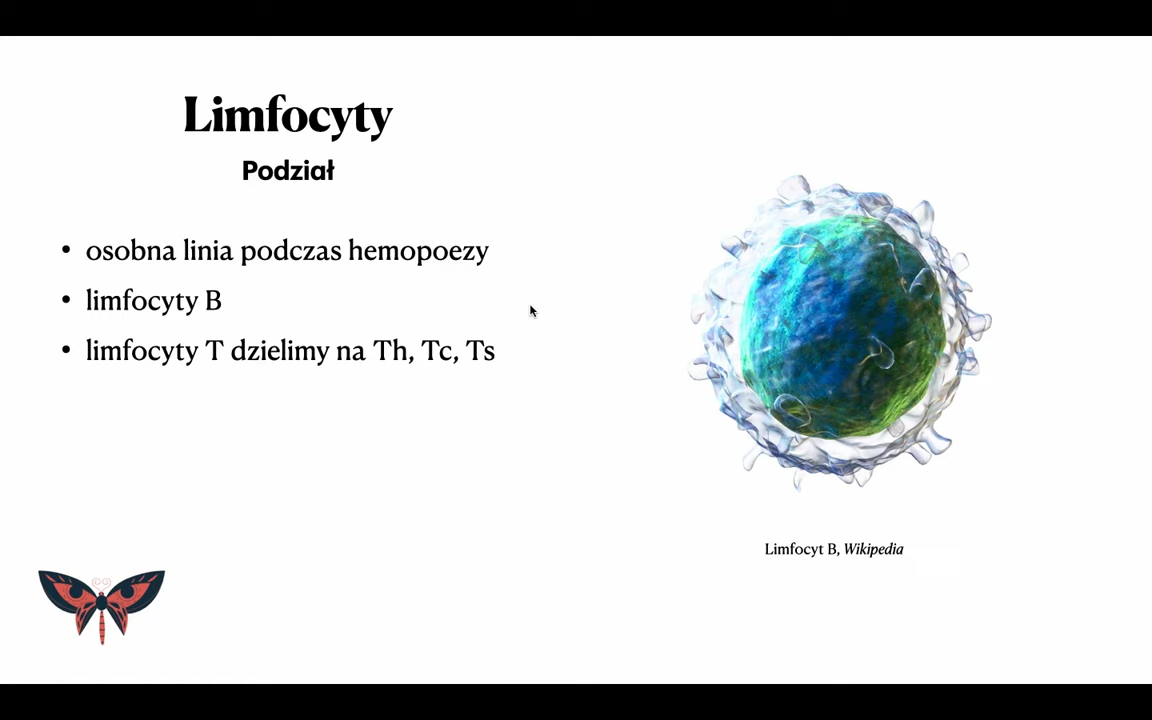 Limfocyty
Podział
• osobna linia podczas hemopoezy
• limfocyty B
• limfocyty T dzielimy na Th, Tc, Ts
Limfocyt B, Wikipedia